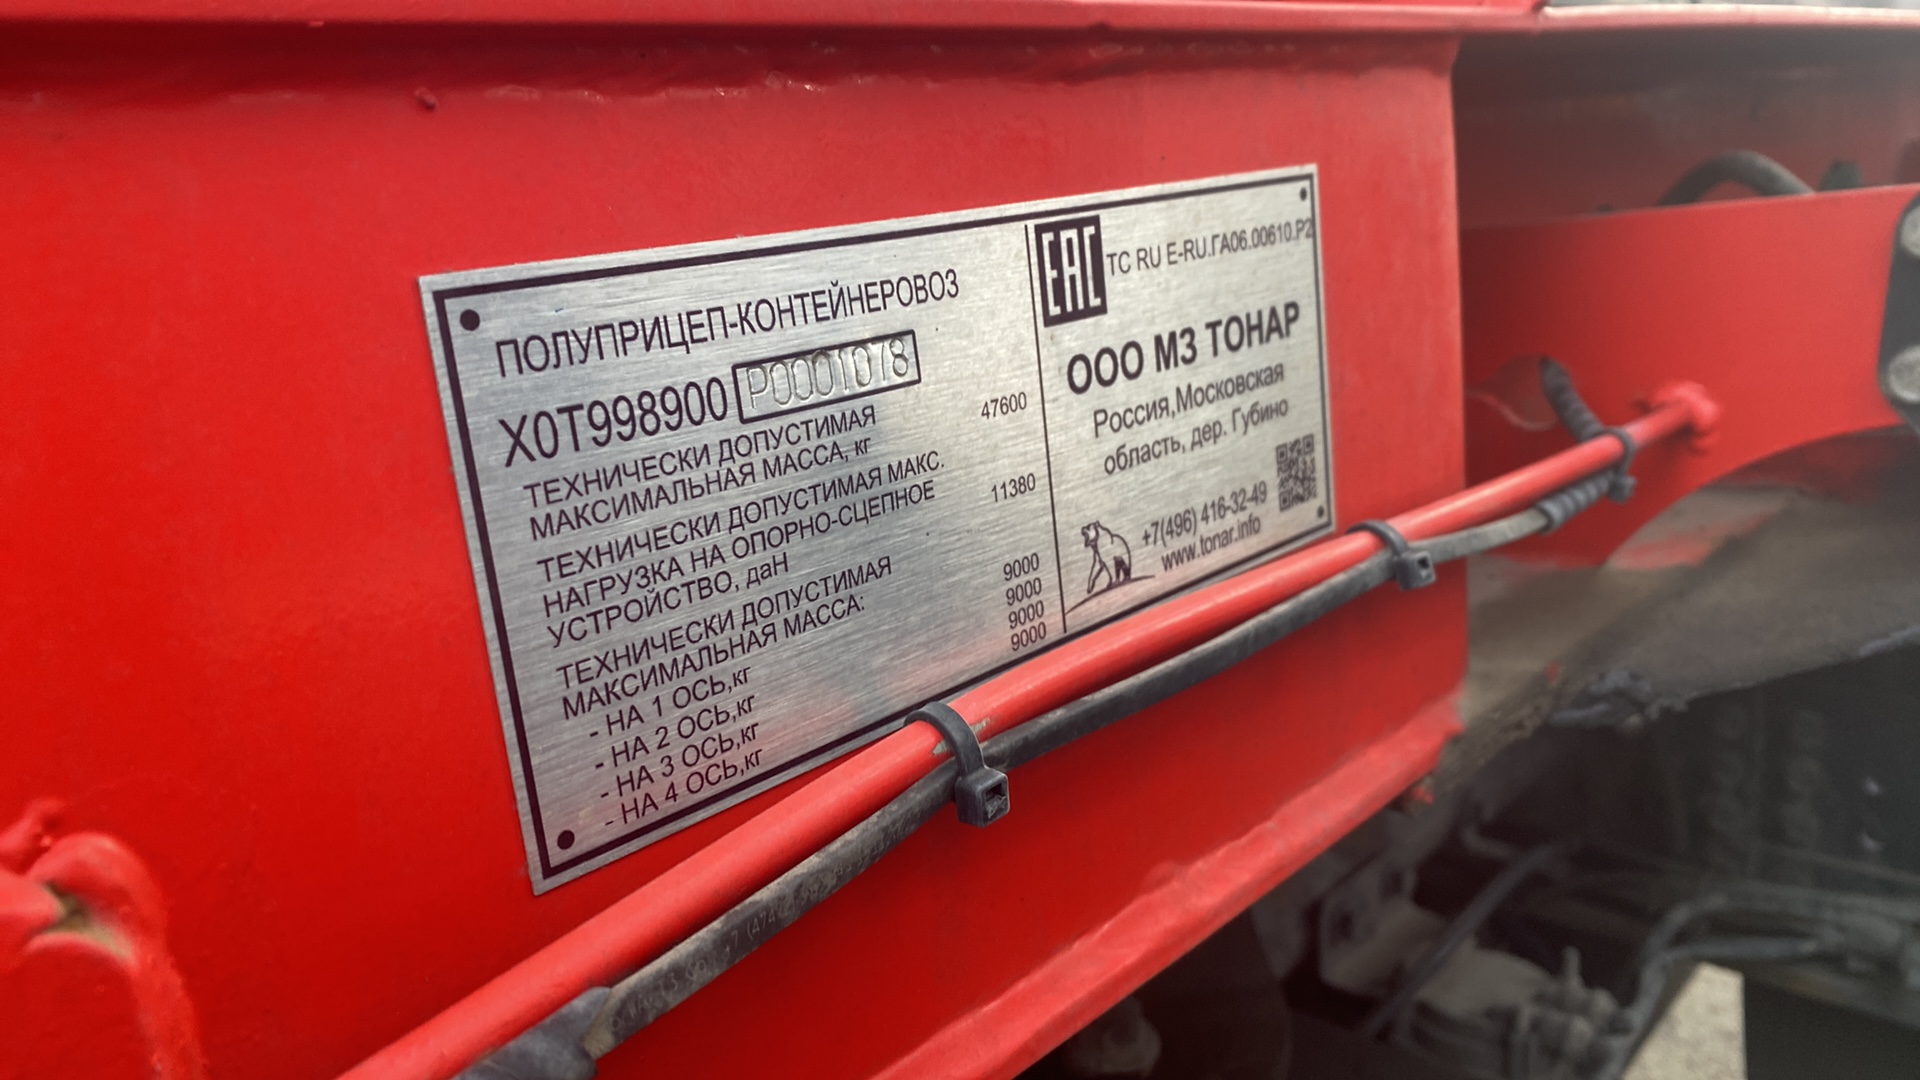 ПОЛУПРИЦЕП-КОНТЕЙНЕРОВОЗ
X0T998900 P0001078
ТЕХНИЧЕСКИ ДОПУСТИМАЯ
МАКСИМАЛЬНАЯ МАССА, кг 47600
ТЕХНИЧЕСКИ ДОПУСТИМАЯ МАКС.
НАГРУЗКА НА ОПОРНО-СЦЕПНОЕ
УСТРОЙСТВО, даН 11380
ТЕХНИЧЕСКИ ДОПУСТИМАЯ
МАКСИМАЛЬНАЯ МАССА:
- НА 1 ОСЬ,кг 9000
- НА 2 ОСЬ,кг 9000
- НА 3 ОСЬ,кг 9000
- НА 4 ОСЬ,кг 9000
EAC TC RU E-RU.ГА06.00610.P2
ООО МЗ ТОНАР
Россия,Московская
область, дер. Губино
+7(496) 416-32-49
www.tonar.info